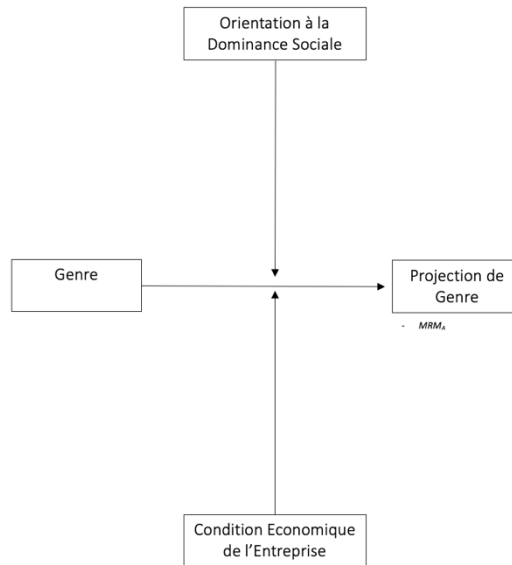 Orientation à la
Dominance Sociale
Genre
Projection de
Genre
- MRMₐ
Condition Economique
de l’Entreprise